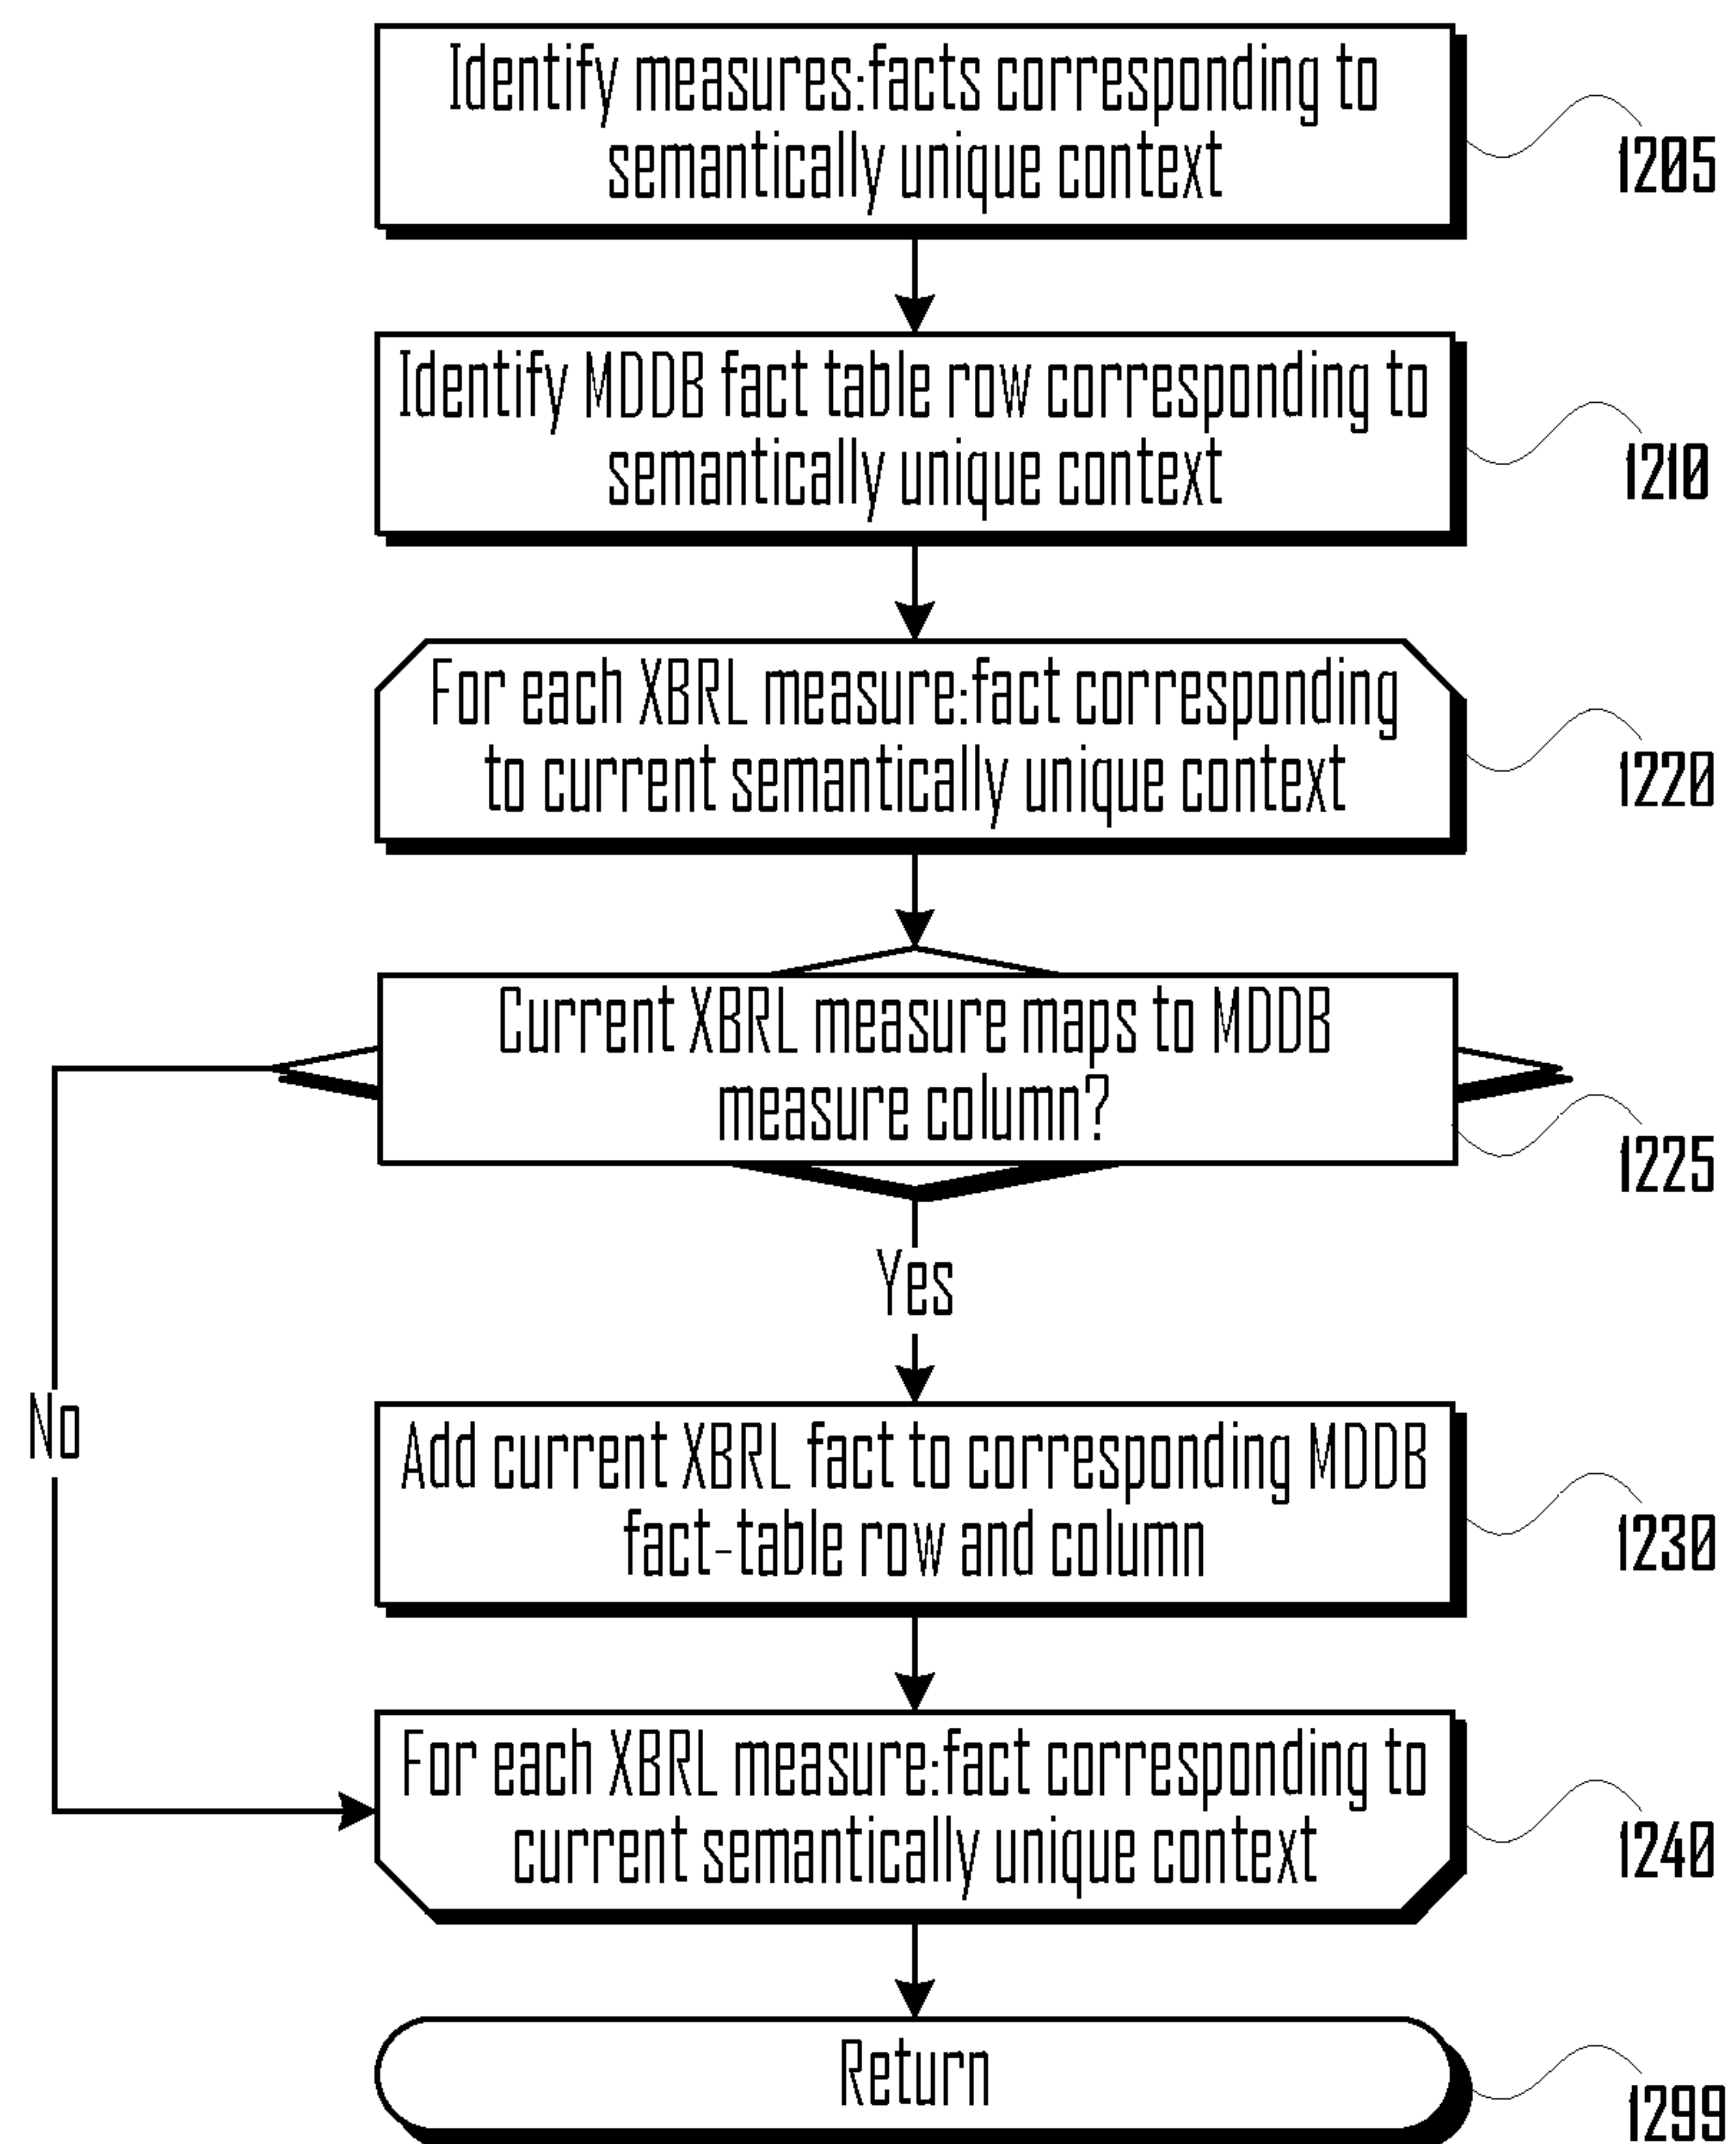 Identify measures:facts corresponding to
semantically unique context
1205
Identify MDDB fact table row corresponding to
semantically unique context
1210
For each XBRL measure:fact corresponding
to current semantically unique context
1220
Current XBRL measure maps to MDDB
measure column?
1225
Yes
No
Add current XBRL fact to corresponding MDDB
fact-table row and column
1230
For each XBRL measure:fact corresponding to
current semantically unique context
1240
Return
1299